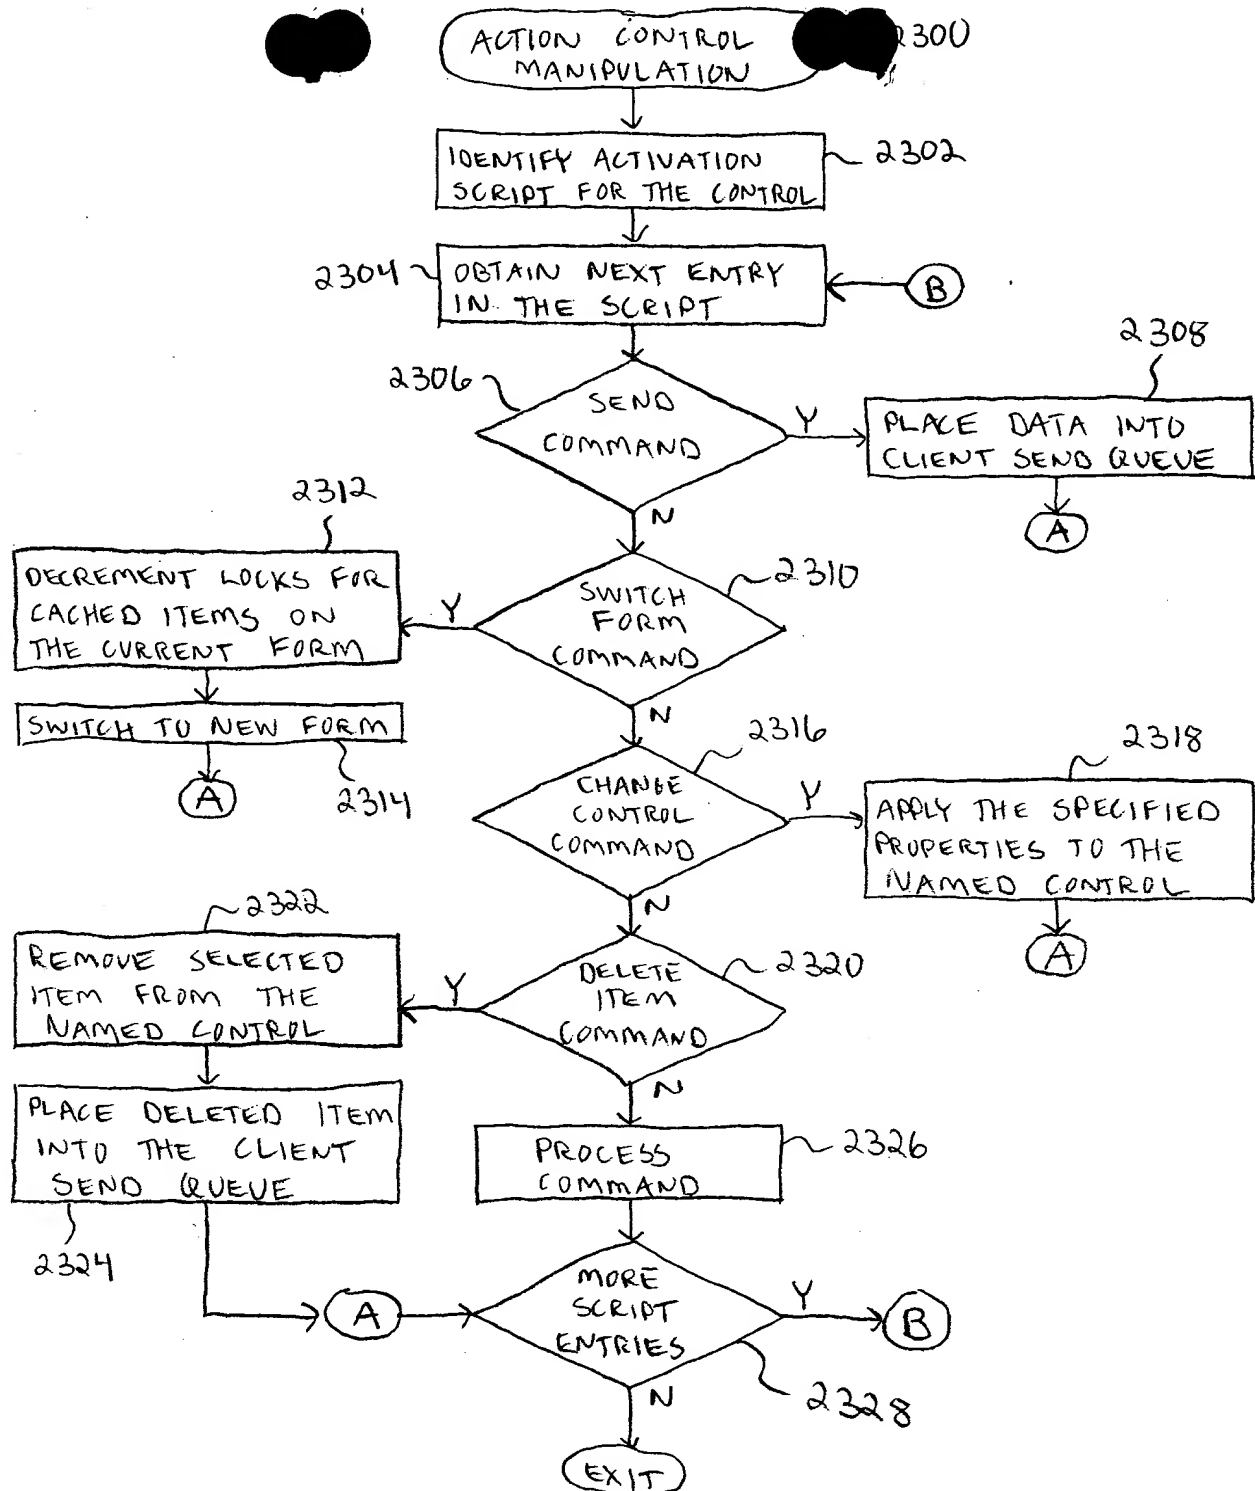 ACTION CONTROL
MANIPULATION
2300
IDENTIFY ACTIVATION
SCRIPT FOR THE CONTROL
2302
2304
OBTAIN NEXT ENTRY
IN THE SCRIPT
B
2306
SEND
COMMAND
Y
N
2308
PLACE DATA INTO
CLIENT SEND QUEUE
A
2310
SWITCH
FORM
COMMAND
Y
N
2312
DECREMENT LOCKS FOR
CACHED ITEMS ON
THE CURRENT FORM
SWITCH TO NEW FORM
2314
A
2316
CHANGE
CONTROL
COMMAND
Y
N
2318
APPLY THE SPECIFIED
PROPERTIES TO THE
NAMED CONTROL
A
2320
DELETE
ITEM
COMMAND
Y
N
2322
REMOVE SELECTED
ITEM FROM THE
NAMED CONTROL
PLACE DELETED ITEM
INTO THE CLIENT
SEND QUEUE
2324
PROCESS
COMMAND
2326
A
MORE
SCRIPT
ENTRIES
Y
B
2328
N
EXIT